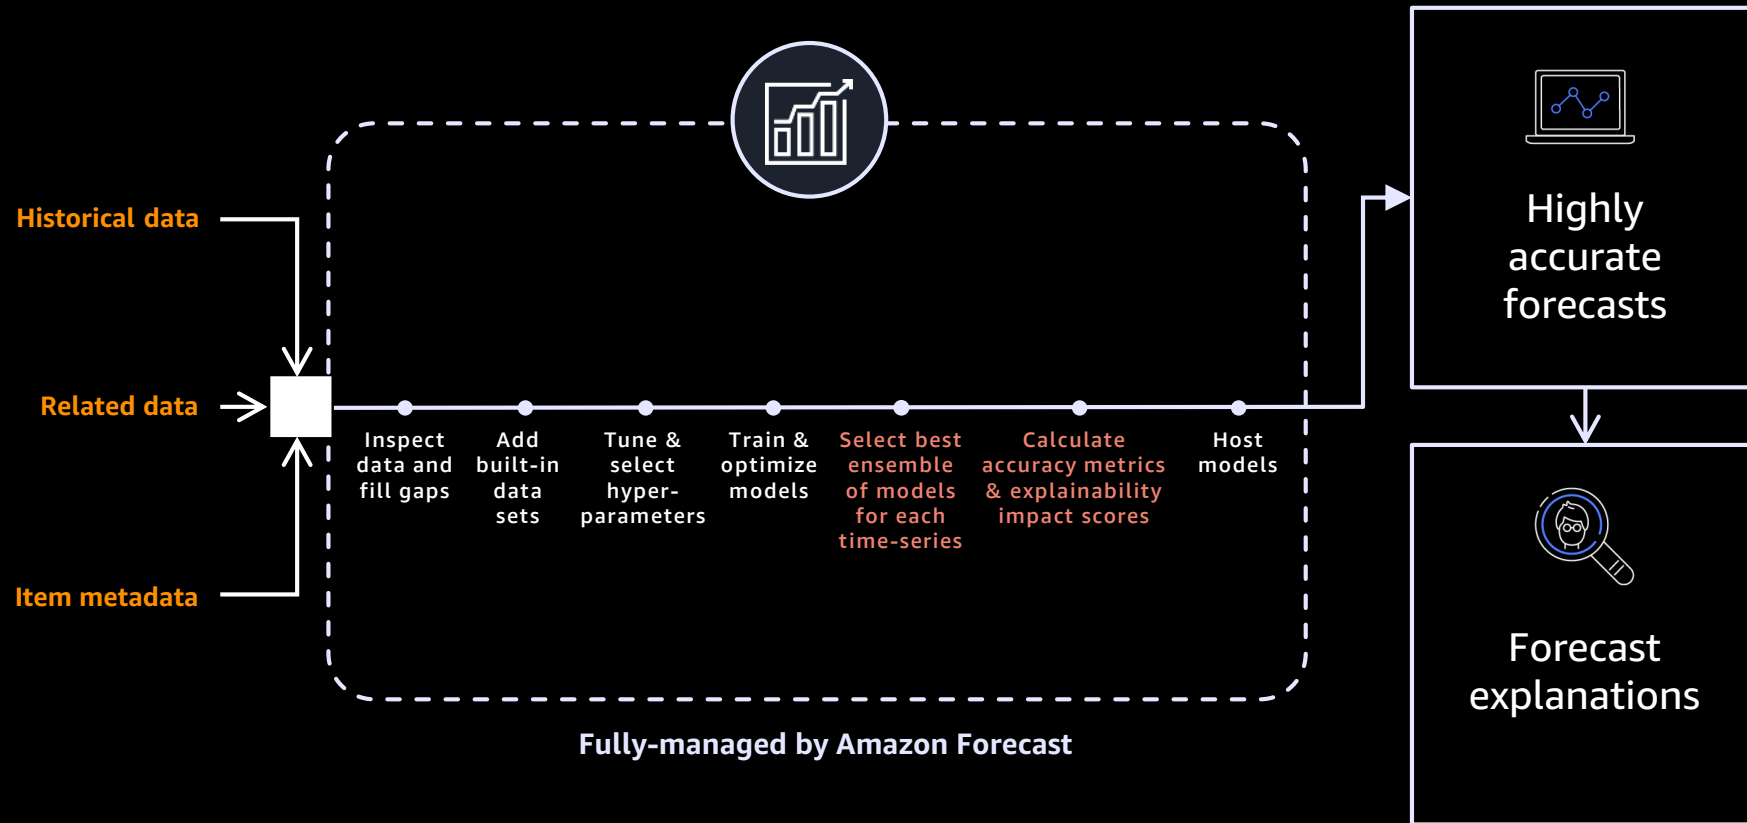 Historical data
Related data
Item metadata
Inspect
data and
fill gaps
Add
built-in
data
sets
Tune &
select
hyper-
parameters
Train &
optimize
models
Select best
ensemble
of models
for each
time-series
Calculate
accuracy metrics
& explainability
impact scores
Host
models
Fully-managed by Amazon Forecast
Highly
accurate
forecasts
Forecast
explanations